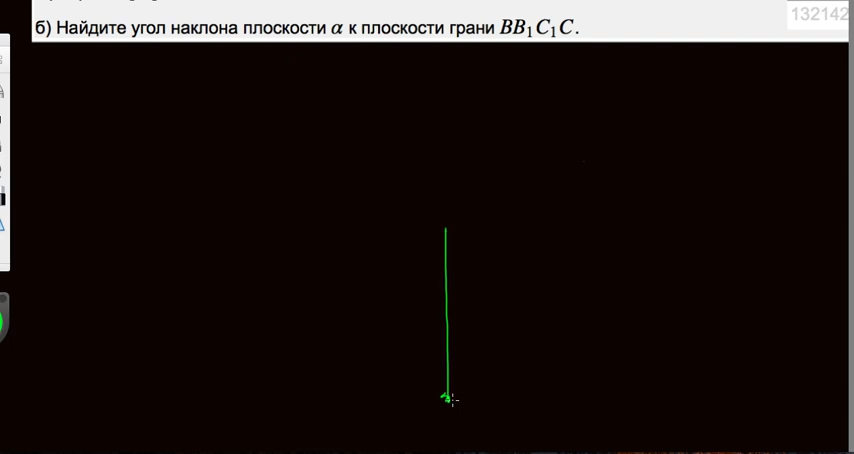 132142
б) Найдите угол наклона плоскости α к плоскости грани BB₁C₁C.